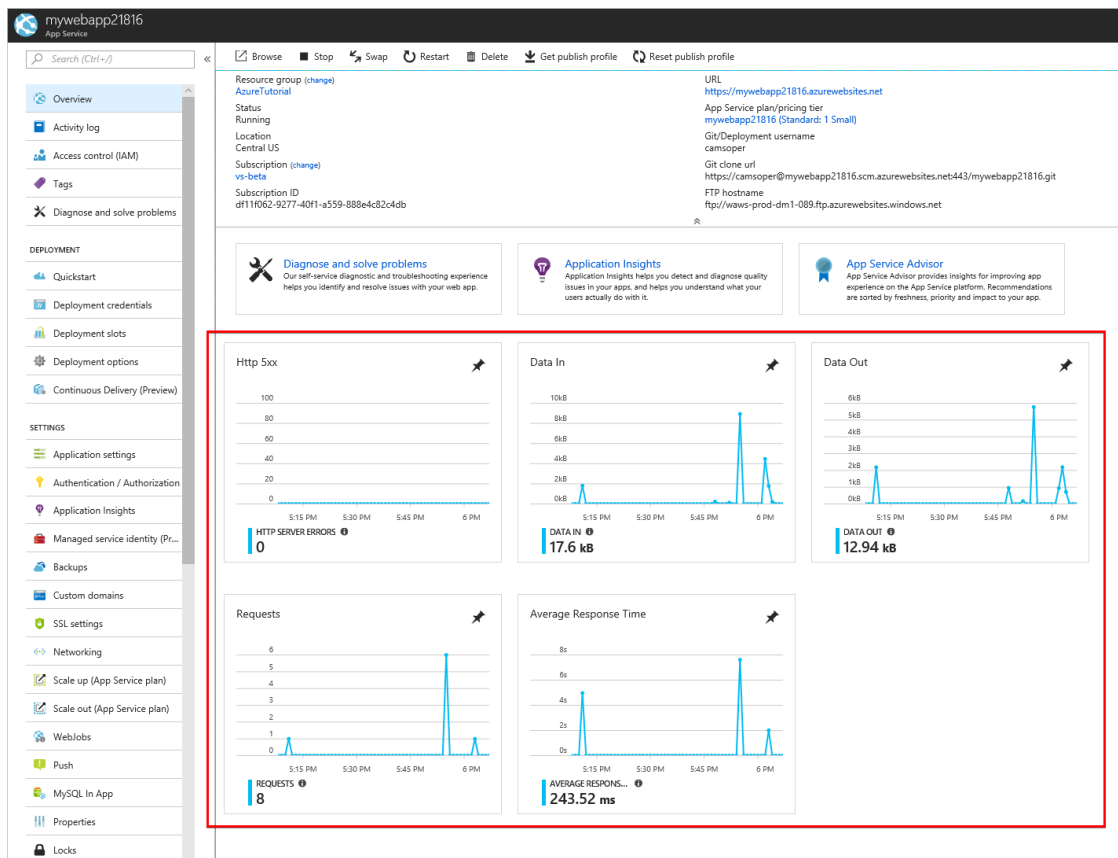 mywebapp21816
App Service
Search (Ctrl+/)
«
Overview
Activity log
Access control (IAM)
Tags
Diagnose and solve problems
DEPLOYMENT
Quickstart
Deployment credentials
Deployment slots
Deployment options
Continuous Delivery (Preview)
SETTINGS
Application settings
Authentication / Authorization
Application Insights
Managed service identity (Pr...
Backups
Custom domains
SSL settings
Networking
Scale up (App Service plan)
Scale out (App Service plan)
WebJobs
Push
MySQL In App
Properties
Locks
Browse Stop Swap Restart Delete Get publish profile Reset publish profile
Resource group (change)
AzureTutorial
Status
Running
Location
Central US
Subscription (change)
vs-beta
Subscription ID
df11f062-9277-40f1-a559-888e4c82c4db
URL
https://mywebapp21816.azurewebsites.net
App Service plan/pricing tier
mywebapp21816 (Standard: 1 Small)
Git/Deployment username
camsoper
Git clone url
https://camsoper@mywebapp21816.scm.azurewebsites.net:443/mywebapp21816.git
FTP hostname
ftp://waws-prod-dm1-089.ftp.azurewebsites.windows.net
Diagnose and solve problems
Our self-service diagnostic and troubleshooting experience
helps you identify and resolve issues with your web app.
Application Insights
Application Insights helps you detect and diagnose quality
issues in your apps, and helps you understand what your
users actually do with it.
App Service Advisor
App Service Advisor provides insights for improving app
experience on the App Service platform. Recommendations
are sorted by freshness, priority and impact to your app.
Http 5xx
100
80
60
40
20
0
5:15 PM 5:30 PM 5:45 PM 6 PM
HTTP SERVER ERRORS
0
Data In
10kB
8kB
6kB
4kB
2kB
0kB
5:15 PM 5:30 PM 5:45 PM 6 PM
DATA IN
17.6 kB
Data Out
6kB
5kB
4kB
3kB
2kB
1kB
0kB
5:15 PM 5:30 PM 5:45 PM 6 PM
DATA OUT
12.94 kB
Requests
6
5
4
3
2
1
0
5:15 PM 5:30 PM 5:45 PM 6 PM
REQUESTS
8
Average Response Time
8s
6s
4s
2s
0s
5:15 PM 5:30 PM 5:45 PM 6 PM
AVERAGE RESPONS...
243.52 ms